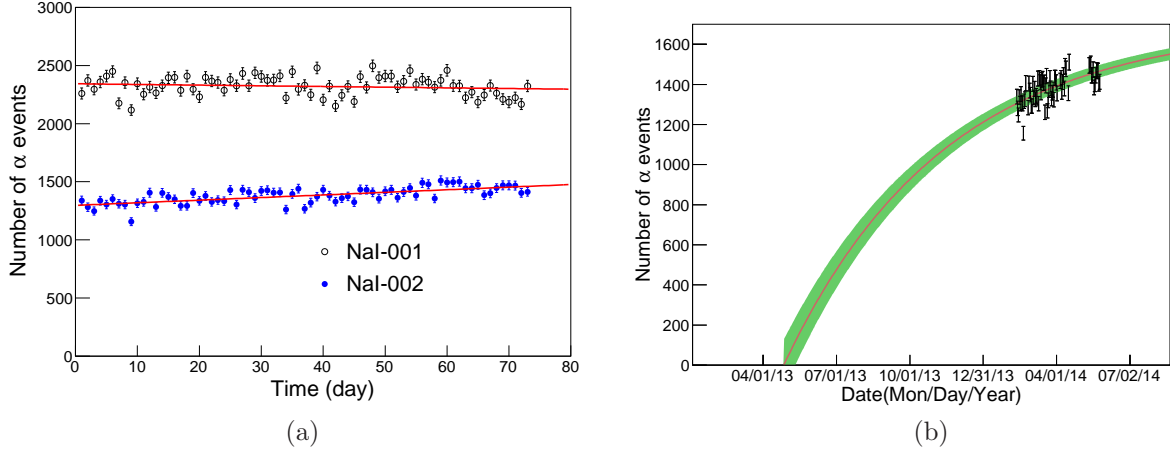 3000
2500
2000
1500
1000
500
0
Number of α events
NaI-001
NaI-002
0 10 20 30 40 50 60 70 80
Time (day)
(a)
1600
1400
1200
1000
800
600
400
200
0
Number of α events
04/01/13 07/01/13 10/01/13 12/31/13 04/01/14 07/02/14
Date(Mon/Day/Year)
(b)